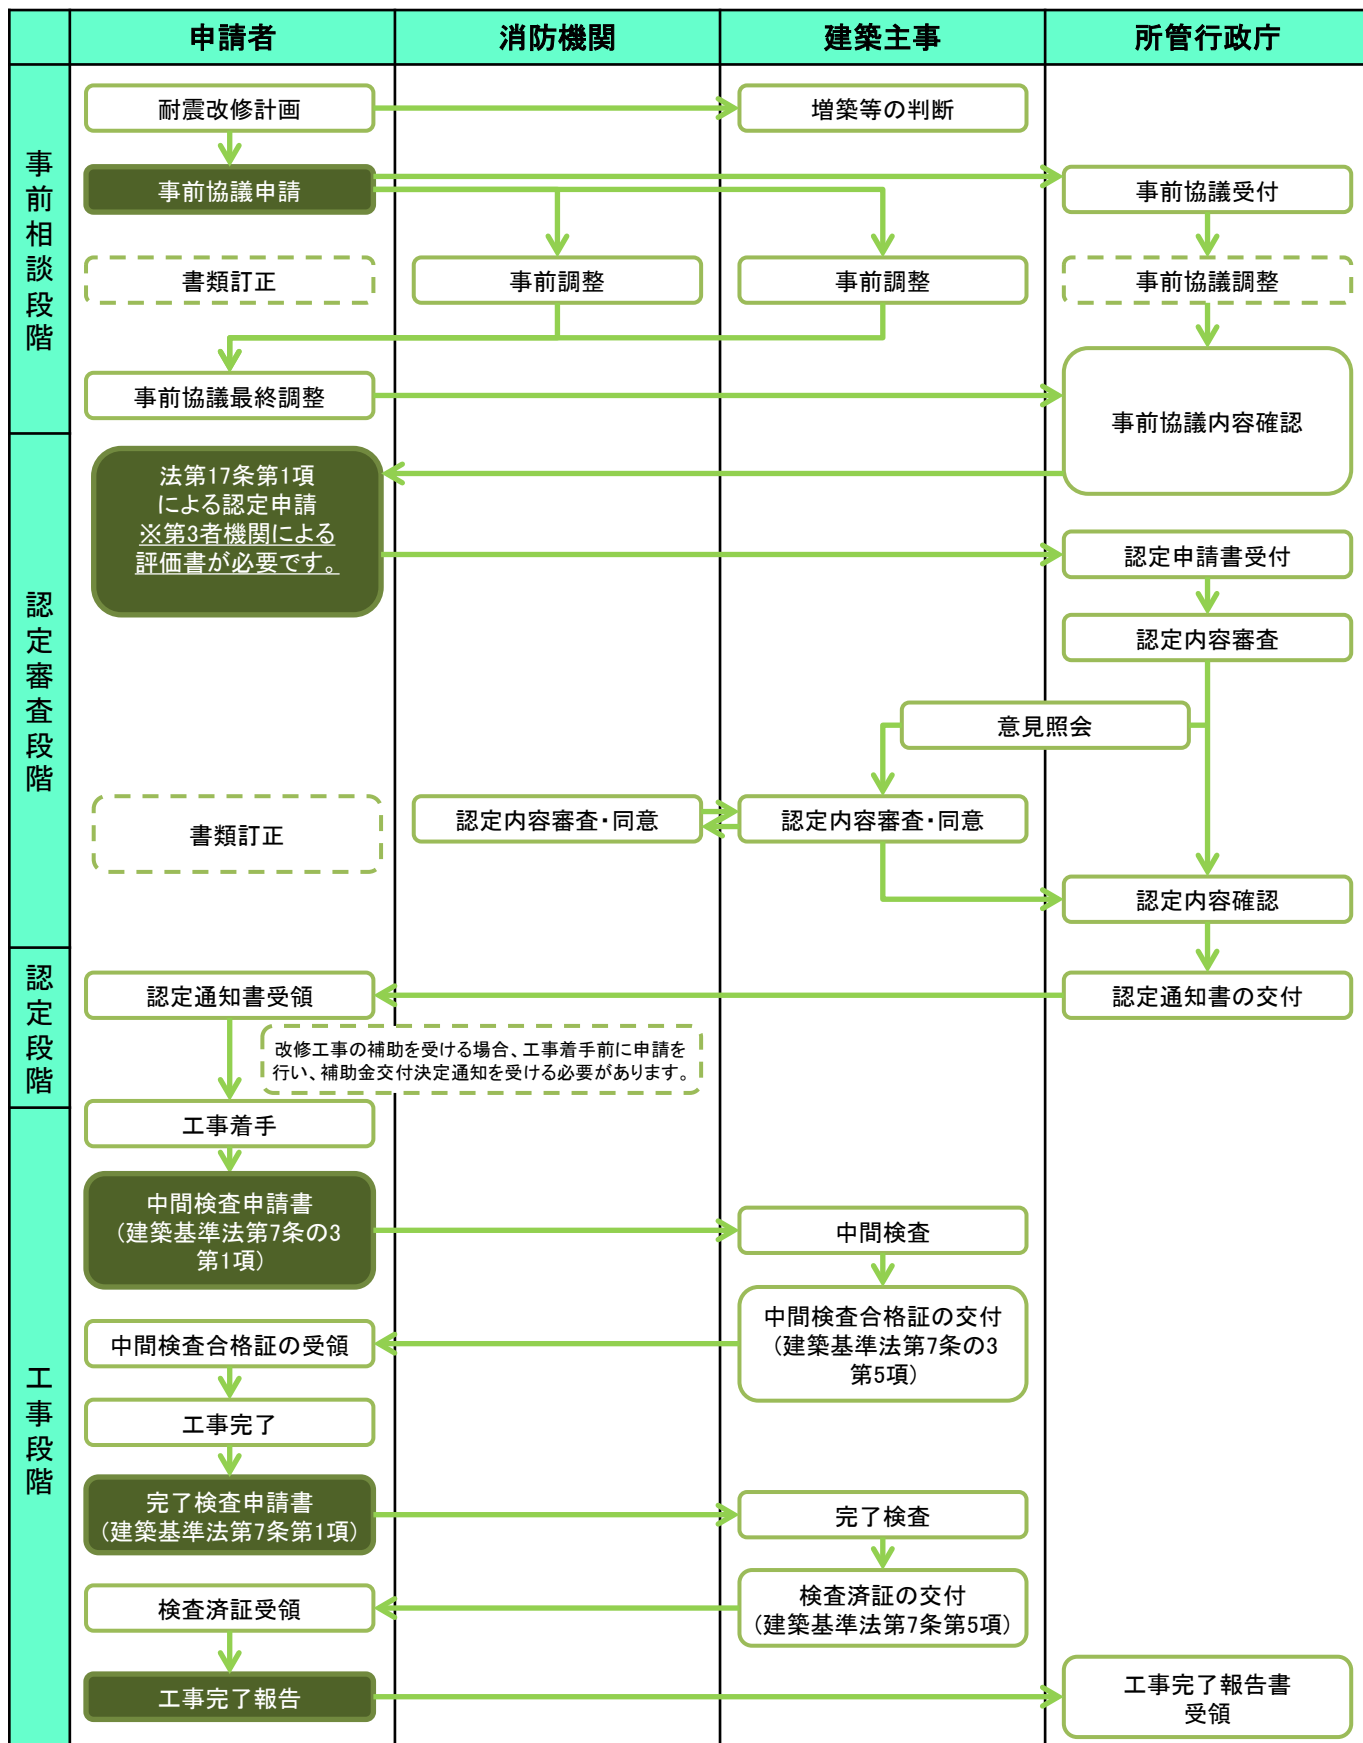 申請者
消防機関
建築主事
所管行政庁
事前相談段階
耐震改修計画
増築等の判断
事前協議申請
事前協議受付
書類訂正
事前調整
事前調整
事前協議調整
事前協議最終調整
事前協議内容確認
認定審査段階
法第17条第1項
による認定申請
※第3者機関による
評価書が必要です。
認定申請書受付
認定内容審査
意見照会
書類訂正
認定内容審査・同意
認定内容審査・同意
認定内容確認
認定段階
認定通知書受領
認定通知書の交付
改修工事の補助を受ける場合、工事着手前に申請を
行い、補助金交付決定通知を受ける必要があります。
工事段階
工事着手
中間検査申請書
(建築基準法第7条の3
第1項)
中間検査
中間検査合格証の交付
(建築基準法第7条の3
第5項)
中間検査合格証の受領
工事完了
完了検査申請書
(建築基準法第7条第1項)
完了検査
検査済証の交付
(建築基準法第7条第5項)
検査済証受領
工事完了報告
工事完了報告書
受領